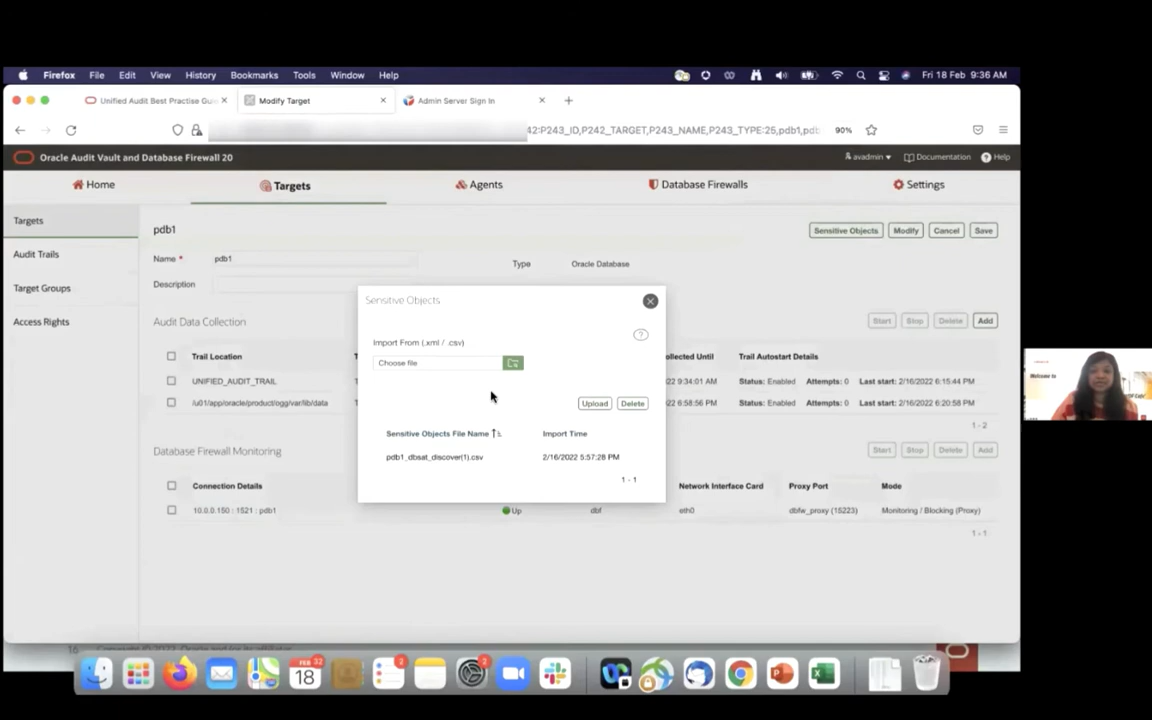 Firefox File Edit View History Bookmarks Tools Window Help Fri 18 Feb 9:36 AM
Unified Audit Best Practise Gui Modify Target Admin Server Sign In
42:P243_ID,P242_TARGET,P243_NAME,P243_TYPE:25,pdb1,pdb 90%
Oracle Audit Vault and Database Firewall 20 avadmin Documentation Help
Home Targets Agents Database Firewalls Settings
Targets
Audit Trails
Target Groups
Access Rights
pdb1 Sensitive Objects Modify Cancel Save
Name * pdb1 Type Oracle Database
Description
Audit Data Collection Start Stop Delete Add
Trail Location T ollected Until Trail Autostart Details
UNIFIED_AUDIT_TRAIL T 22 9:34:01 AM Status: Enabled Attempts: 0 Last start: 2/16/2022 6:15:44 PM
/u01/app/oracle/product/ogg/var/lib/data T 22 6:58:56 PM Status: Enabled Attempts: 0 Last start: 2/16/2022 6:20:58 PM
1 - 2
Database Firewall Monitoring Start Stop Delete Add
Connection Details Network Interface Card Proxy Port Mode
10.0.0.150 : 1521 : pdb1 Up dbf eth0 dbfw_proxy (15223) Monitoring / Blocking (Proxy)
1 - 1
Sensitive Objects
?
Import From (.xml / .csv)
Choose file
Upload Delete
Sensitive Objects File Name Import Time
pdb1_dbsat_discover(1).csv 2/16/2022 5:57:28 PM
1 - 1
Welcome to
FEB
18
2
2